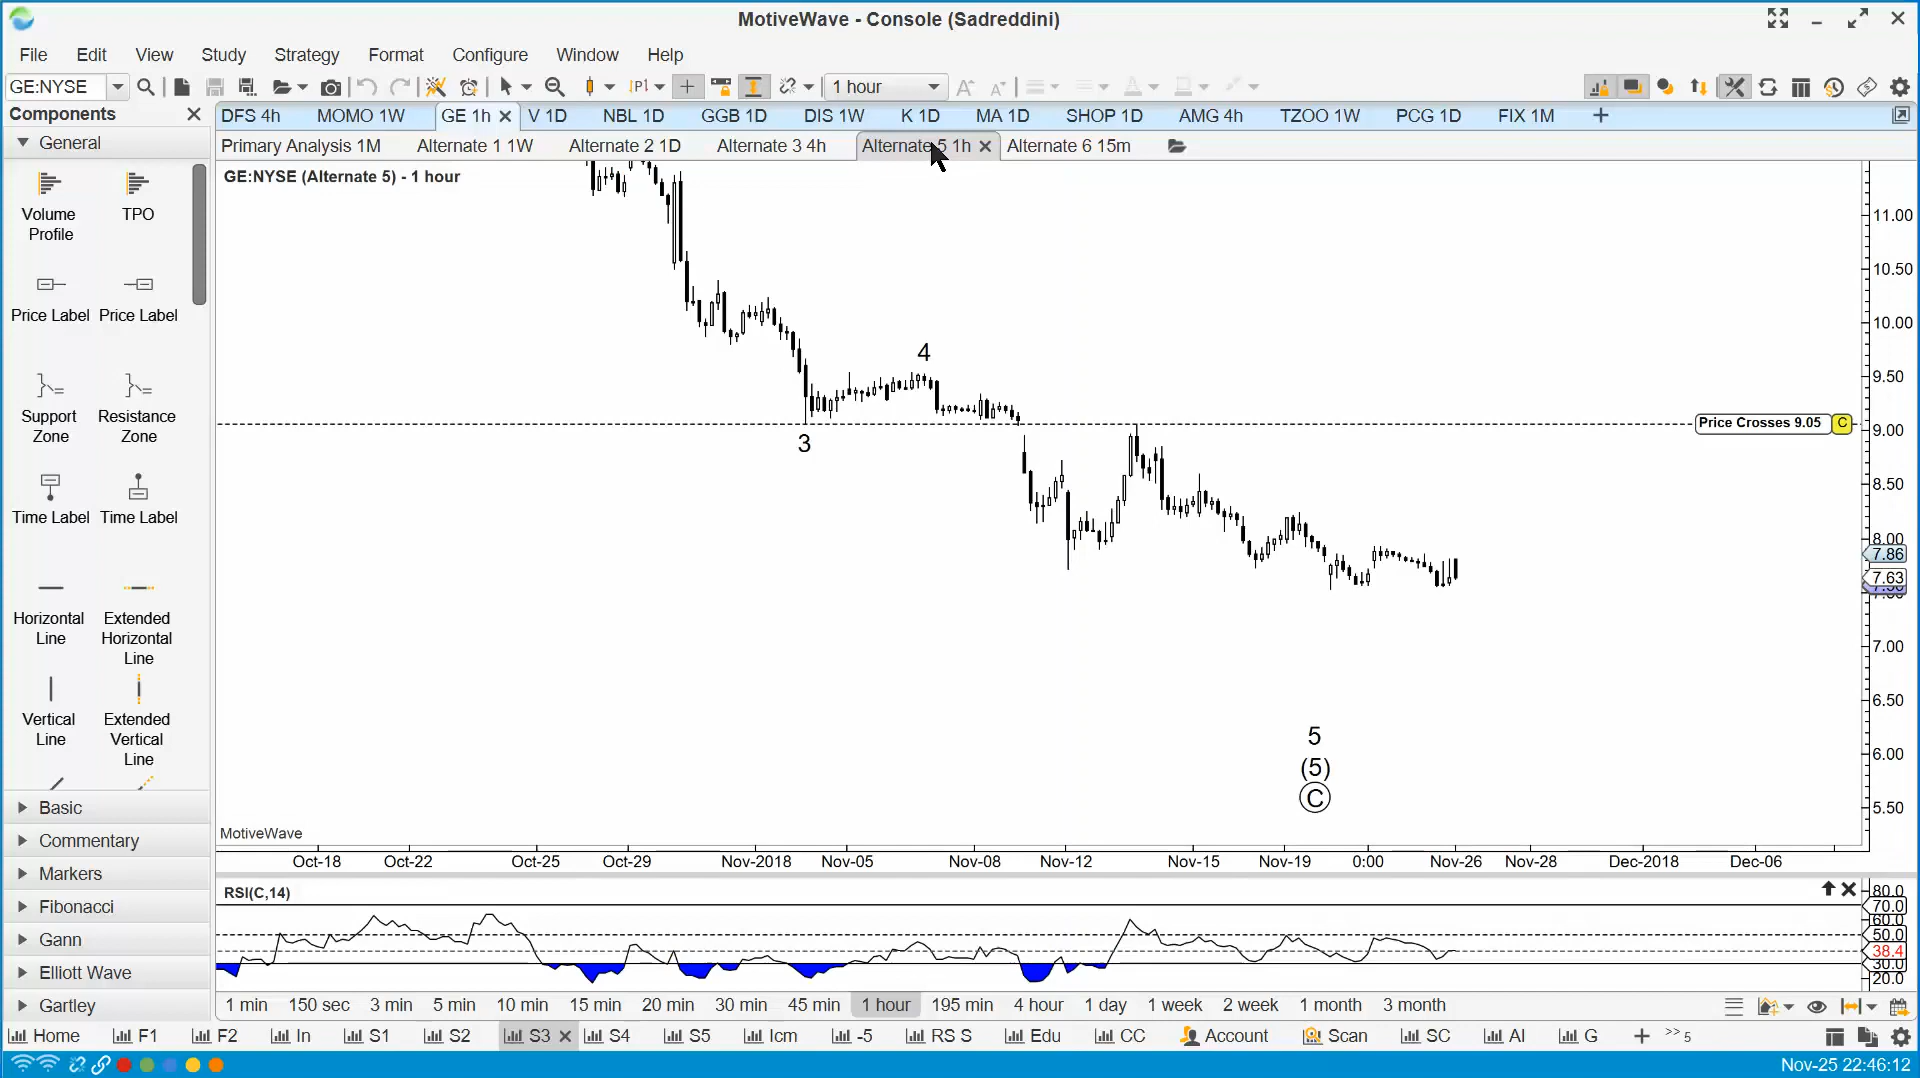 MotiveWave - Console (Sadreddini)
File Edit View Study Strategy Format Configure Window Help
GE:NYSE 1 hour
Components
DFS 4h MOMO 1W GE 1h V 1D NBL 1D GGB 1D DIS 1W K 1D MA 1D SHOP 1D AMG 4h TZOO 1W PCG 1D FIX 1M
General
Primary Analysis 1M Alternate 1 1W Alternate 2 1D Alternate 3 4h Alternate 5 1h Alternate 6 15m
GE:NYSE (Alternate 5) - 1 hour
Volume Profile
TPO
Price Label Price Label
Support Zone
Resistance Zone
Time Label Time Label
Horizontal Line
Extended Horizontal Line
Vertical Line
Extended Vertical Line
Basic
Commentary
Markers
Fibonacci
Gann
Elliott Wave
Gartley
4
3
Price Crosses 9.05 C
5
(5)
C
11.00
10.50
10.00
9.50
9.00
8.50
8.00
7.86
7.63
7.00
6.50
6.00
5.50
MotiveWave
Oct-18 Oct-22 Oct-25 Oct-29 Nov-2018 Nov-05 Nov-08 Nov-12 Nov-15 Nov-19 0:00 Nov-26 Nov-28 Dec-2018 Dec-06
RSI(C,14)
80.0
70.0
60.0
50.0
38.4
30.0
20.0
1 min 150 sec 3 min 5 min 10 min 15 min 20 min 30 min 45 min 1 hour 195 min 4 hour 1 day 1 week 2 week 1 month 3 month
Home F1 F2 In S1 S2 S3 S4 S5 Icm -5 RS S Edu CC Account Scan SC AI G >> 5
Nov-25 22:46:12